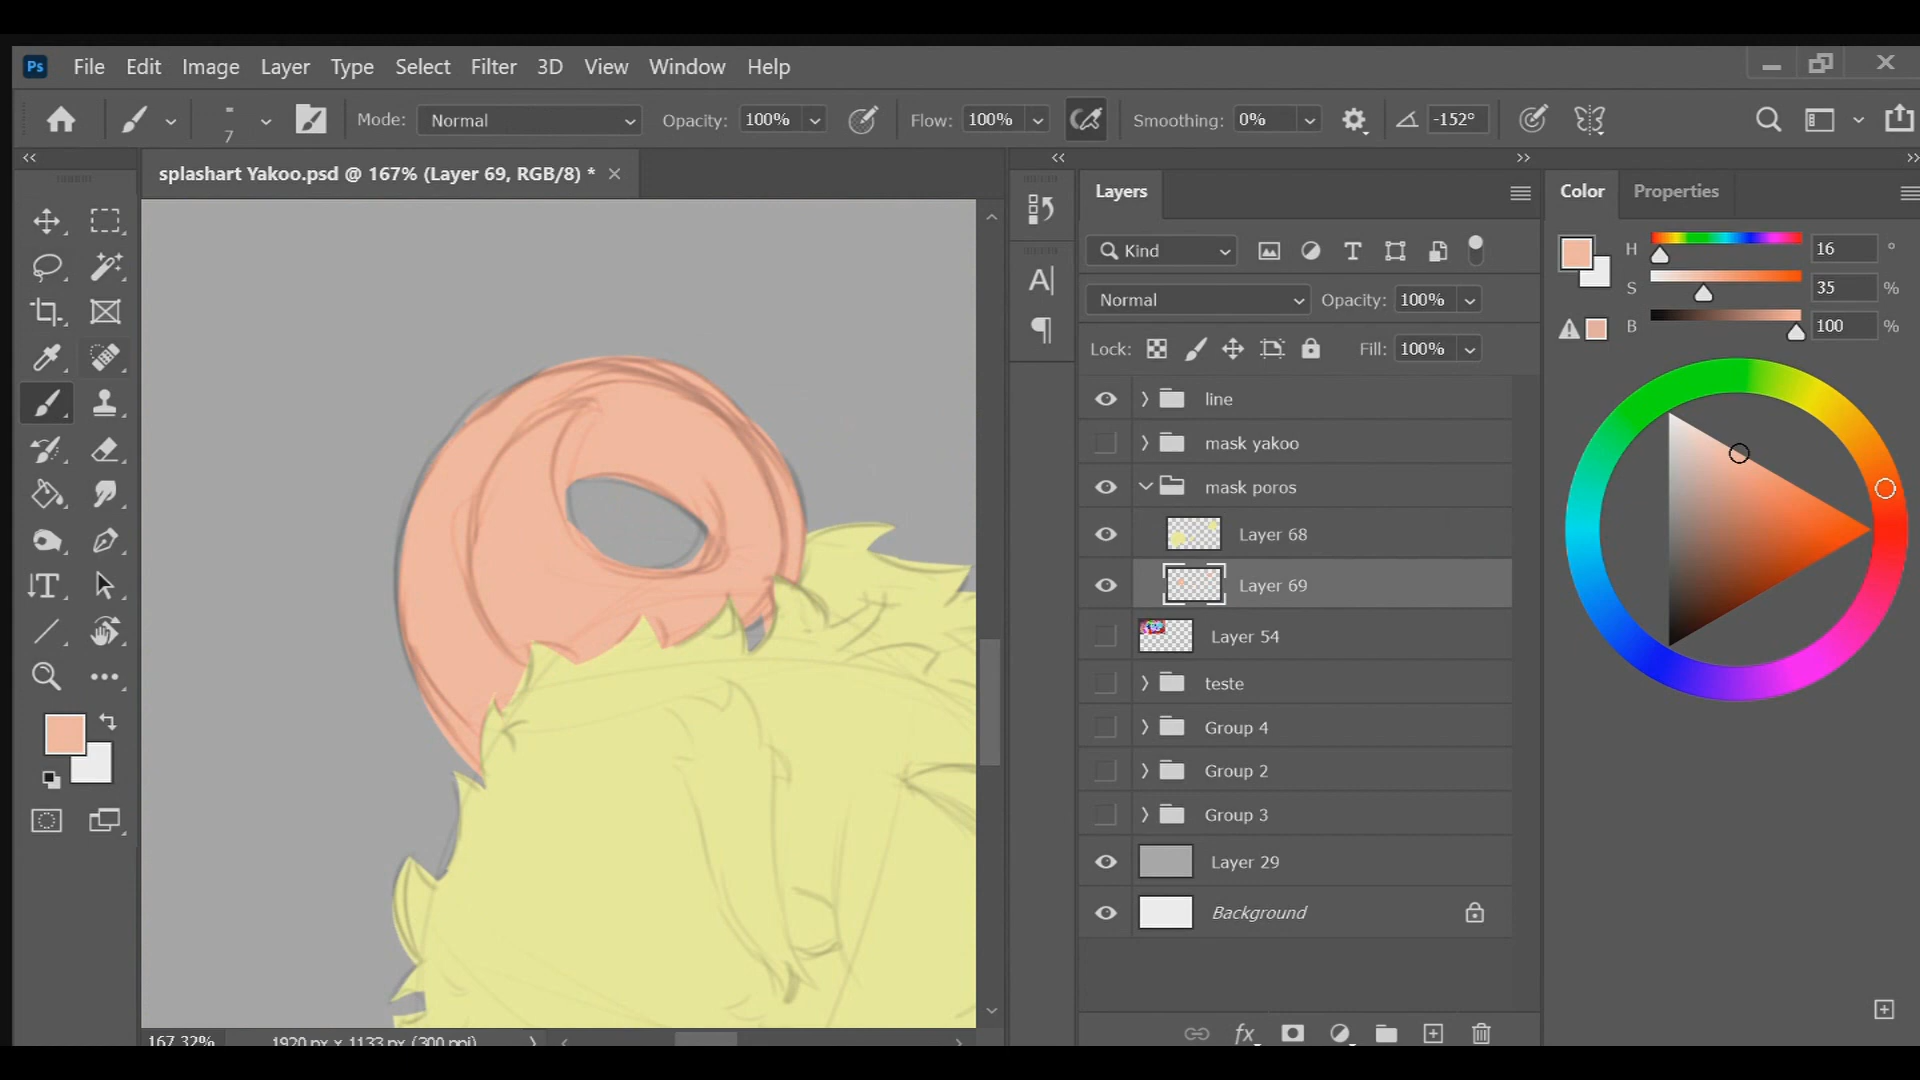 Ps File Edit Image Layer Type Select Filter 3D View Window Help
7 Mode: Normal Opacity: 100% Flow: 100% Smoothing: 0% -152°
splashart Yakoo.psd @ 167% (Layer 69, RGB/8) *
Layers
Kind
Normal Opacity: 100%
Lock: Fill: 100%
line
mask yakoo
mask poros
Layer 68
Layer 69
Layer 54
teste
Group 4
Group 2
Group 3
Layer 29
Background
Color Properties
H 16 °
S 35 %
B 100 %
167.32% 1920 px x 1133 px (300 ppi)